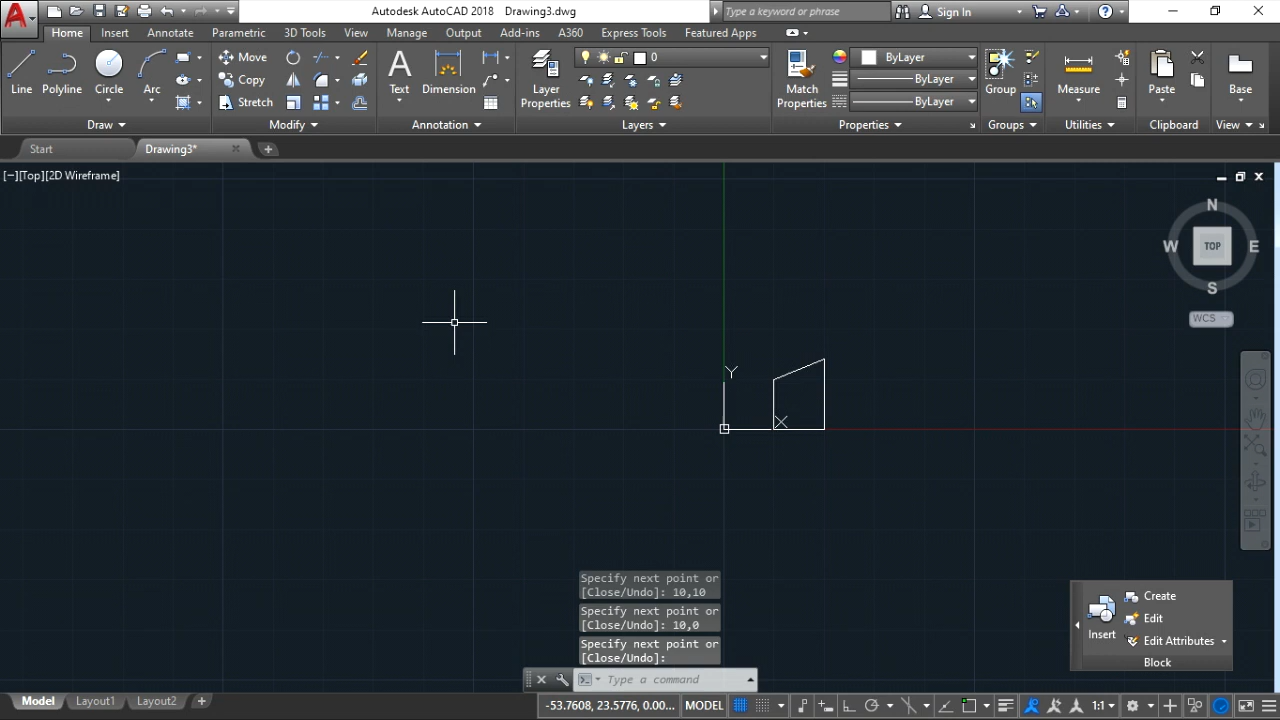 Autodesk AutoCAD 2018 Drawing3.dwg
Type a keyword or phrase
Sign In
Home Insert Annotate Parametric 3D Tools View Manage Output Add-ins A360 Express Tools Featured Apps
Line
Polyline
Circle
Arc
Draw
Move
Copy
Stretch
Modify
Text
Dimension
Annotation
Layer
Properties
0
Layers
Match
Properties
ByLayer
ByLayer
ByLayer
Properties
Group
Groups
Measure
Utilities
Paste
Clipboard
Base
View
Start
Drawing3*
[−][Top][2D Wireframe]
N
W
TOP
E
S
WCS
Y
X
Specify next point or
[Close/Undo]: 10,10
Specify next point or
[Close/Undo]: 10,0
Specify next point or
[Close/Undo]:
Type a command
Insert
Create
Edit
Edit Attributes
Block
Model Layout1 Layout2
-53.7608, 23.5776, 0.00...
MODEL
1:1